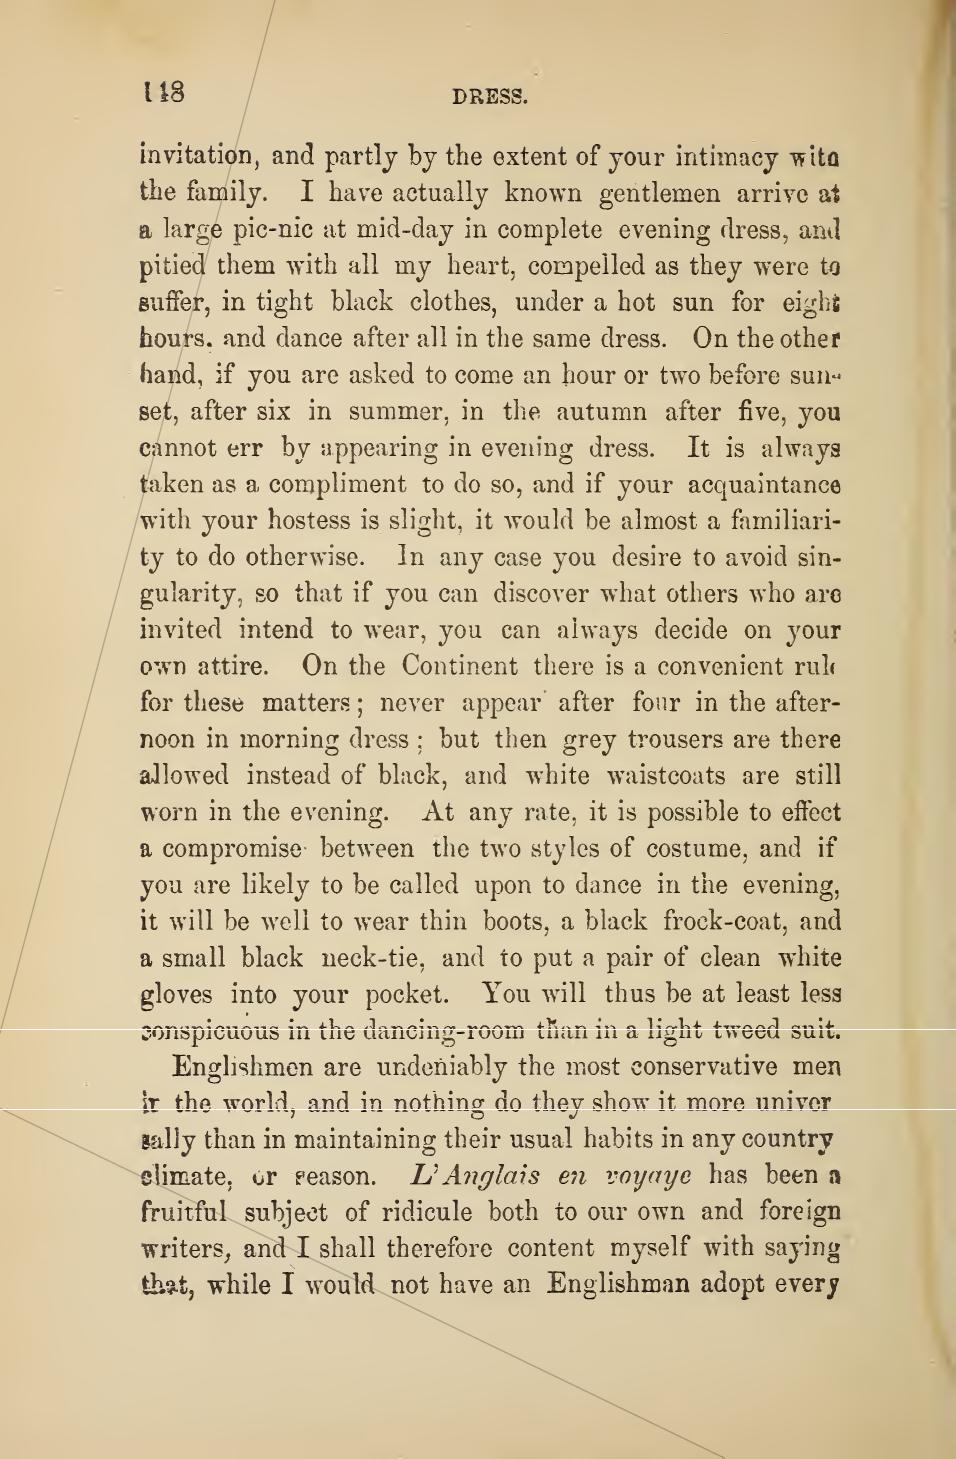 148 DRESS.
invitation, and partly by the extent of your intimacy with
the family. I have actually known gentlemen arrive at
a large pic-nic at mid-day in complete evening dress, and
pitied them with all my heart, compelled as they were to
suffer, in tight black clothes, under a hot sun for eight
hours, and dance after all in the same dress. On the other
hand, if you are asked to come an hour or two before sun-
set, after six in summer, in the autumn after five, you
cannot err by appearing in evening dress. It is always
taken as a compliment to do so, and if your acquaintance
with your hostess is slight, it would be almost a familiari-
ty to do otherwise. In any case you desire to avoid sin-
gularity, so that if you can discover what others who are
invited intend to wear, you can always decide on your
own attire. On the Continent there is a convenient rule
for these matters; never appear after four in the after-
noon in morning dress; but then grey trousers are there
allowed instead of black, and white waistcoats are still
worn in the evening. At any rate, it is possible to effect
a compromise between the two styles of costume, and if
you are likely to be called upon to dance in the evening,
it will be well to wear thin boots, a black frock-coat, and
a small black neck-tie, and to put a pair of clean white
gloves into your pocket. You will thus be at least less
conspicuous in the dancing-room than in a light tweed suit.
Englishmen are undeniably the most conservative men
in the world, and in nothing do they show it more univer
sally than in maintaining their usual habits in any country
climate, or season. L'Anglais en voyage has been a
fruitful subject of ridicule both to our own and foreign
writers, and I shall therefore content myself with saying
that, while I would not have an Englishman adopt every